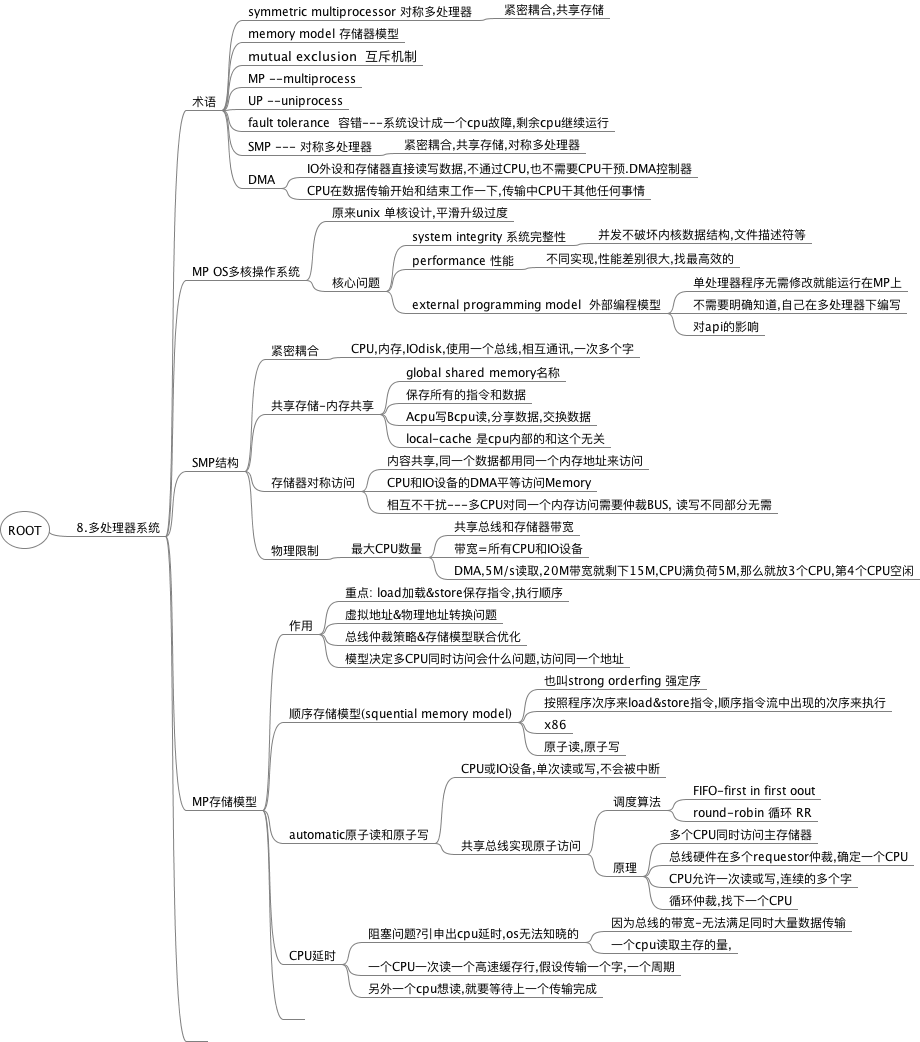 ROOT
8.多处理器系统
术语
symmetric multiprocessor 对称多处理器
紧密耦合,共享存储
memory model 存储器模型
mutual exclusion  互斥机制
MP --multiprocess
UP --uniprocess
fault tolerance  容错---系统设计成一个cpu故障,剩余cpu继续运行
SMP --- 对称多处理器
紧密耦合,共享存储,对称多处理器
DMA
IO外设和存储器直接读写数据,不通过CPU,也不需要CPU干预.DMA控制器
CPU在数据传输开始和结束工作一下,传输中CPU干其他任何事情
MP OS多核操作系统
原来unix 单核设计,平滑升级过度
核心问题
system integrity 系统完整性
并发不破坏内核数据结构,文件描述符等
performance 性能
不同实现,性能差别很大,找最高效的
external programming model  外部编程模型
单处理器程序无需修改就能运行在MP上
不需要明确知道,自己在多处理器下编写
对api的影响
SMP结构
紧密耦合
CPU,内存,IOdisk,使用一个总线,相互通讯,一次多个字
共享存储-内存共享
global shared memory名称
保存所有的指令和数据
Acpu写Bcpu读,分享数据,交换数据
local-cache 是cpu内部的和这个无关
存储器对称访问
内容共享,同一个数据都用同一个内存地址来访问
CPU和IO设备的DMA平等访问Memory
相互不干扰---多CPU对同一个内存访问需要仲裁BUS, 读写不同部分无需
物理限制
最大CPU数量
共享总线和存储器带宽
带宽=所有CPU和IO设备
DMA,5M/s读取,20M带宽就剩下15M,CPU满负荷5M,那么就放3个CPU,第4个CPU空闲
MP存储模型
作用
重点: load加载&store保存指令,执行顺序
虚拟地址&物理地址转换问题
总线仲裁策略&存储模型联合优化
模型决定多CPU同时访问会什么问题,访问同一个地址
顺序存储模型(squential memory model)
也叫strong orderfing 强定序
按照程序次序来load&store指令,顺序指令流中出现的次序来执行
x86
原子读,原子写
automatic原子读和原子写
CPU或IO设备,单次读或写,不会被中断
共享总线实现原子访问
调度算法
FIFO-first in first oout
round-robin 循环 RR
原理
多个CPU同时访问主存储器
总线硬件在多个requestor仲裁,确定一个CPU
CPU允许一次读或写,连续的多个字
循环仲裁,找下一个CPU
CPU延时
阻塞问题?引申出cpu延时,os无法知晓的
因为总线的带宽-无法满足同时大量数据传输
一个cpu读取主存的量,
一个CPU一次读一个高速缓存行,假设传输一个字,一个周期
另外一个cpu想读,就要等待上一个传输完成